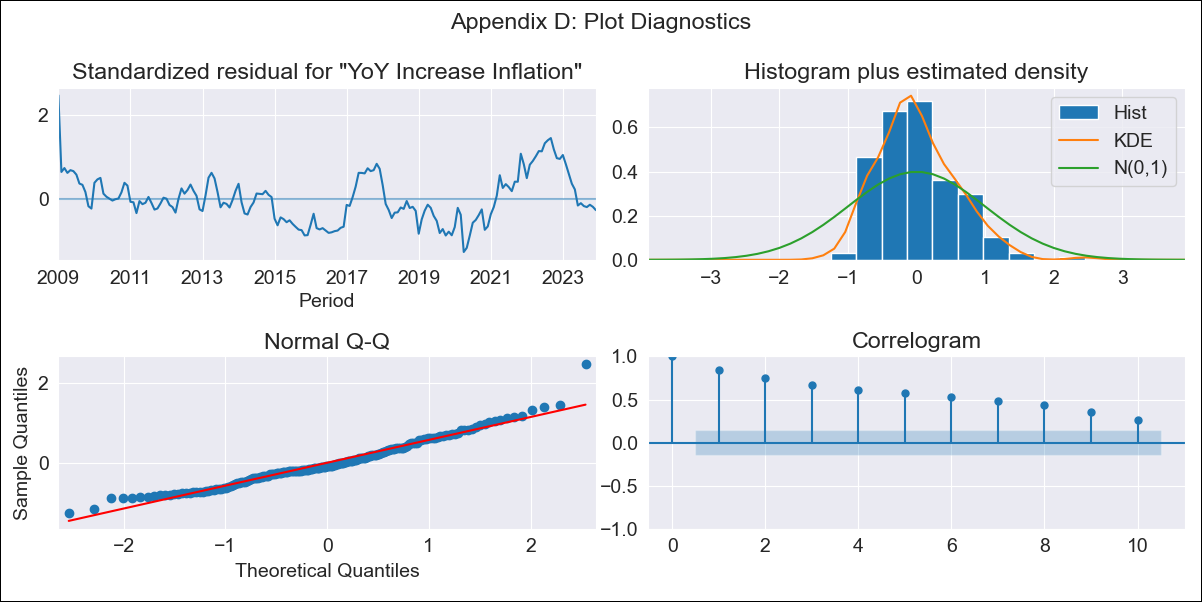 Appendix D: Plot Diagnostics
Standardized residual for "YoY Increase Inflation"
2
0
2009 2011 2013 2015 2017 2019 2021 2023
Period
Histogram plus estimated density
Hist
KDE
N(0,1)
0.6
0.4
0.2
0.0
−3 −2 −1 0 1 2 3
Normal Q-Q
Sample Quantiles
2
0
−2 −1 0 1 2
Theoretical Quantiles
Correlogram
1.0
0.5
0.0
−0.5
−1.0
0 2 4 6 8 10